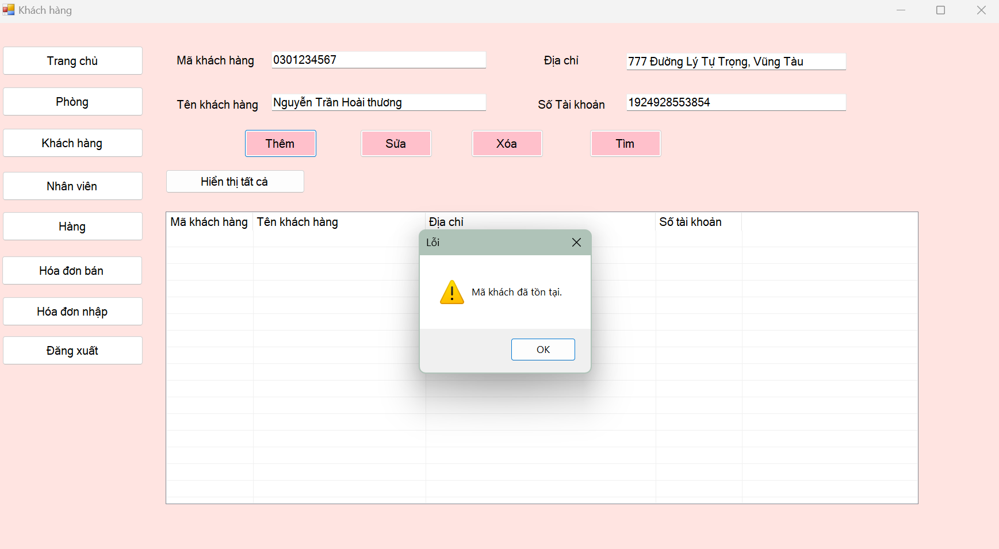 Khách hàng
Trang chủ
Phòng
Khách hàng
Nhân viên
Hàng
Hóa đơn bán
Hóa đơn nhập
Đăng xuất
Mã khách hàng 0301234567 Địa chỉ 777 Đường Lý Tự Trọng, Vũng Tàu
Tên khách hàng Nguyễn Trần Hoài thương Số Tài khoản 1924928553854
Thêm Sửa Xóa Tìm
Hiển thị tất cả
Mã khách hàng Tên khách hàng Địa chỉ Số tài khoản
Lỗi
Mã khách đã tồn tại.
OK